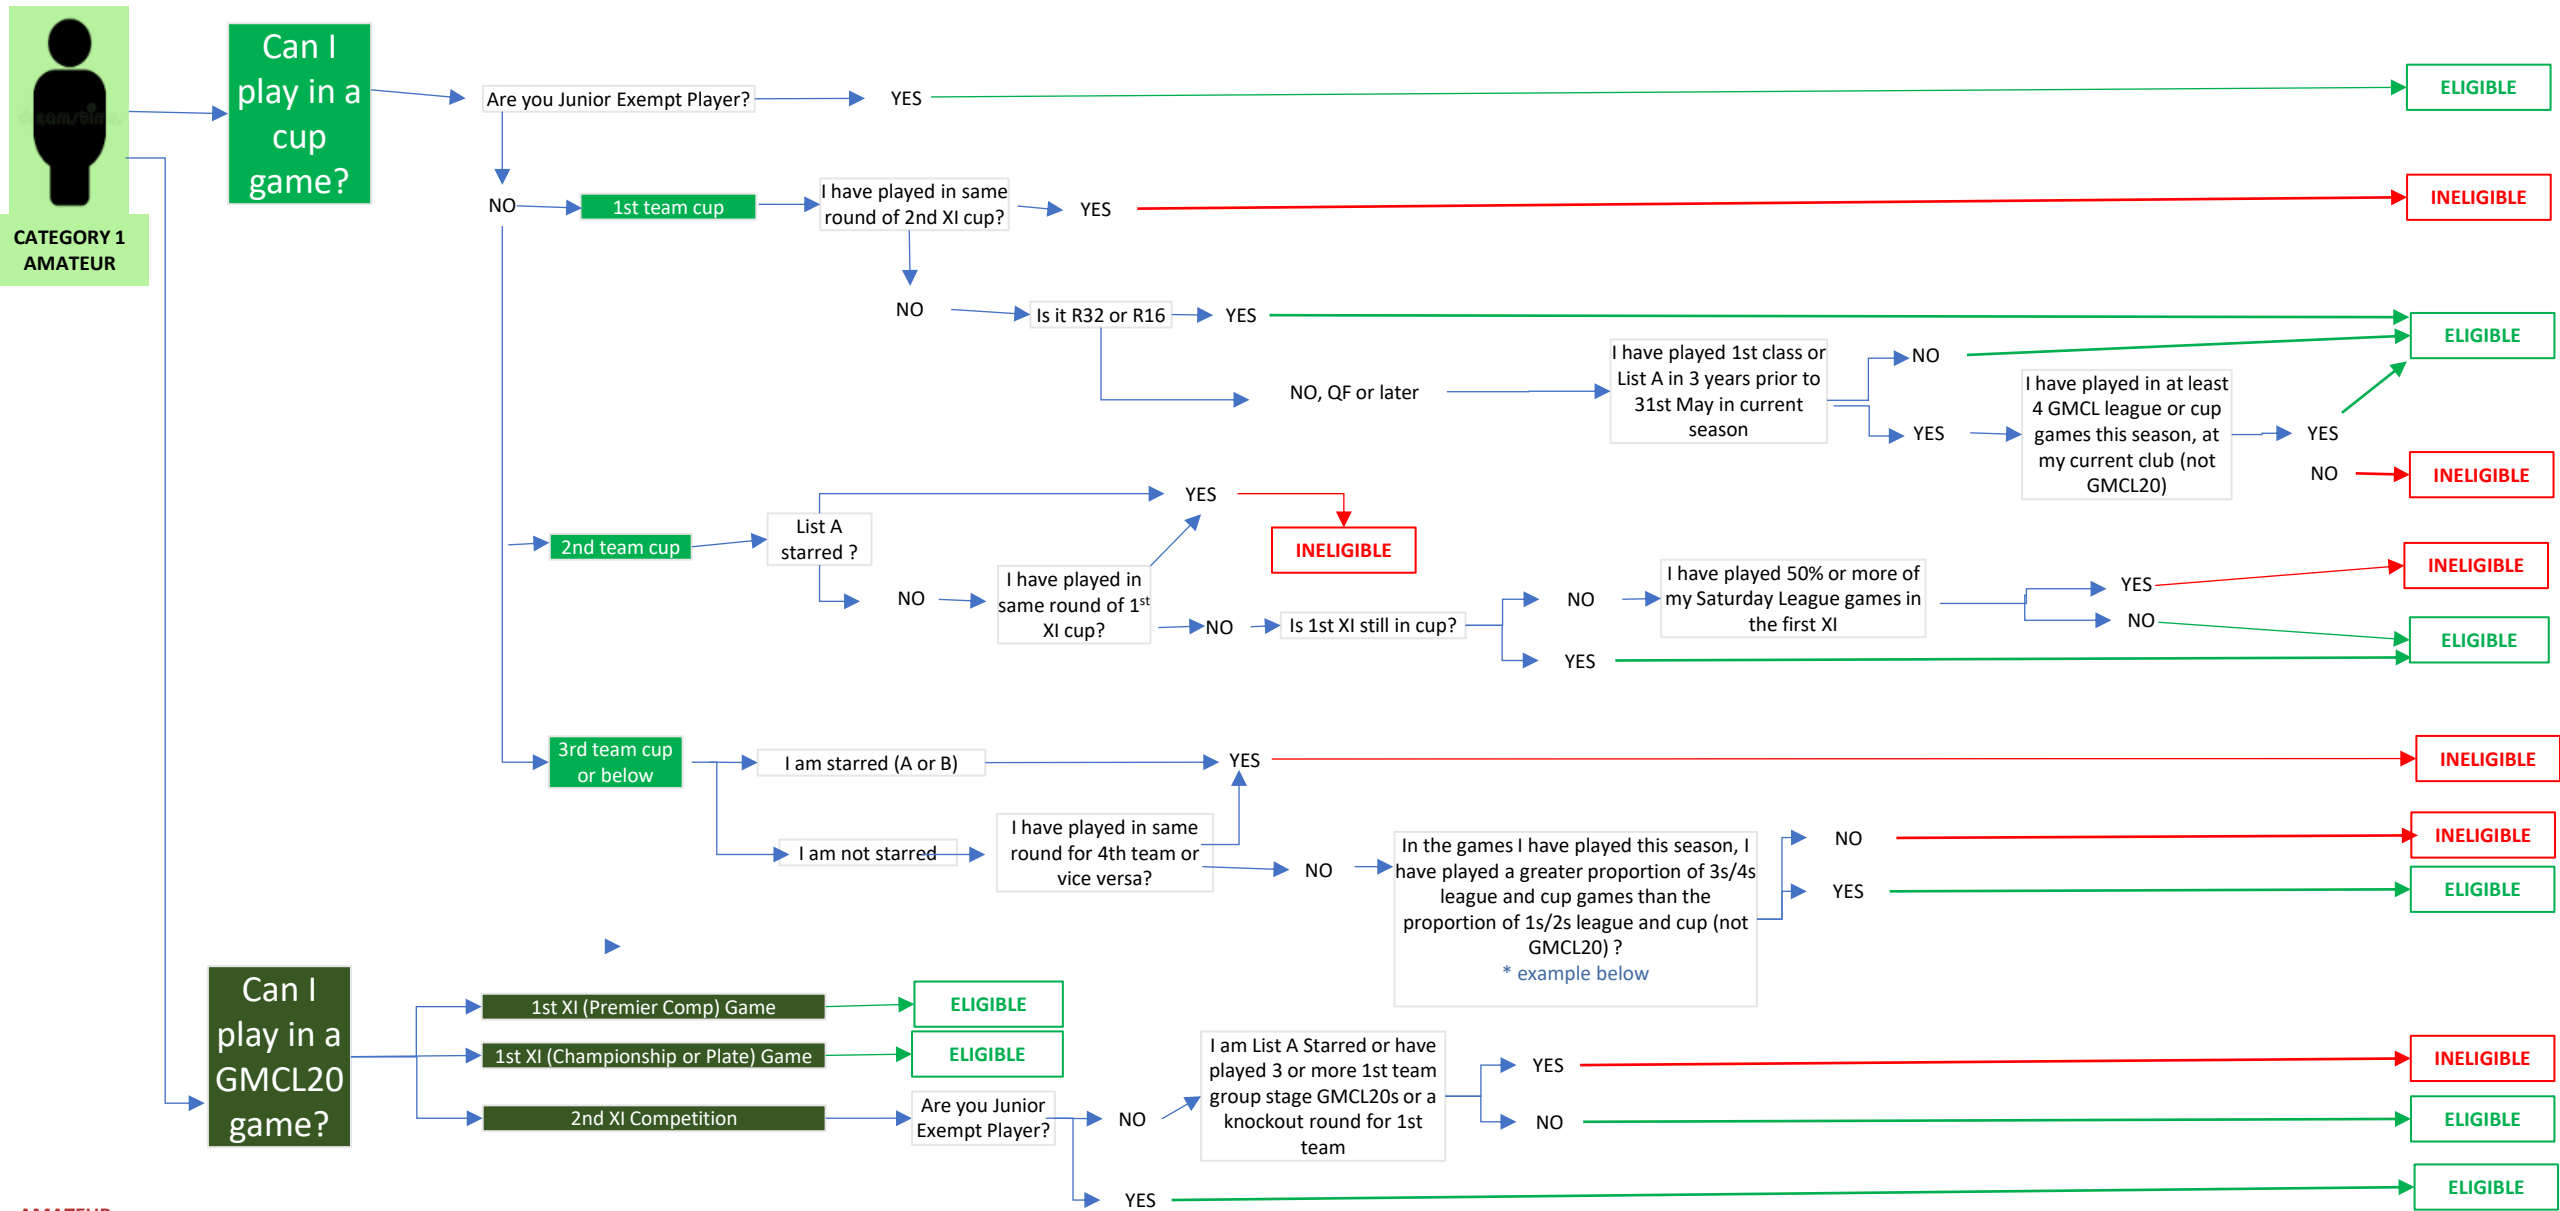 Can I
play in a
cup
game?
CATEGORY 1
AMATEUR
Are you Junior Exempt Player?
YES
ELIGIBLE
NO
1st team cup
I have played in same
round of 2nd XI cup?
YES
INELIGIBLE
NO
Is it R32 or R16
YES
ELIGIBLE
NO, QF or later
I have played 1st class or
List A in 3 years prior to
31st May in current
season
NO
YES
I have played in at least
4 GMCL league or cup
games this season, at
my current club (not
GMCL20)
YES
NO
INELIGIBLE
2nd team cup
List A
starred ?
YES
INELIGIBLE
NO
I have played in
same round of 1st
XI cup?
NO
Is 1st XI still in cup?
NO
YES
I have played 50% or more of
my Saturday League games in
the first XI
YES
NO
INELIGIBLE
ELIGIBLE
3rd team cup
or below
I am starred (A or B)
YES
INELIGIBLE
I am not starred
I have played in same
round for 4th team or
vice versa?
NO
In the games I have played this season, I
have played a greater proportion of 3s/4s
league and cup games than the
proportion of 1s/2s league and cup (not
GMCL20) ?
* example below
NO
INELIGIBLE
YES
ELIGIBLE
Can I
play in a
GMCL20
game?
1st XI (Premier Comp) Game
ELIGIBLE
1st XI (Championship or Plate) Game
ELIGIBLE
2nd XI Competition
Are you Junior
Exempt Player?
NO
I am List A Starred or have
played 3 or more 1st team
group stage GMCL20s or a
knockout round for 1st
team
YES
INELIGIBLE
NO
ELIGIBLE
YES
ELIGIBLE
AMATEUR